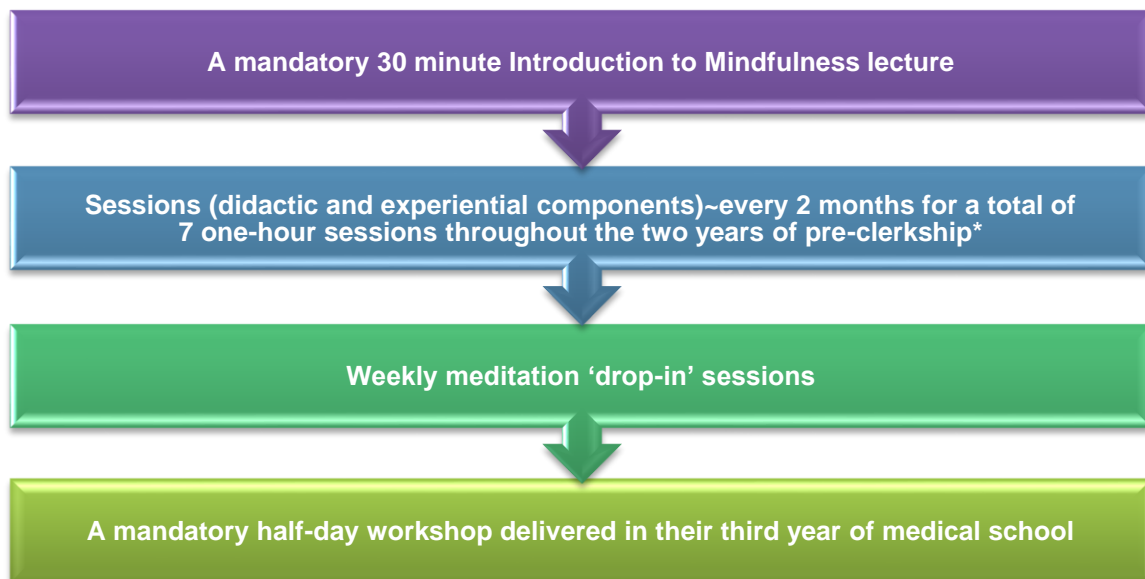 A mandatory 30 minute Introduction to Mindfulness lecture
Sessions (didactic and experiential components)~every 2 months for a total of
7 one-hour sessions throughout the two years of pre-clerkship*
Weekly meditation ‘drop-in’ sessions
A mandatory half-day workshop delivered in their third year of medical school